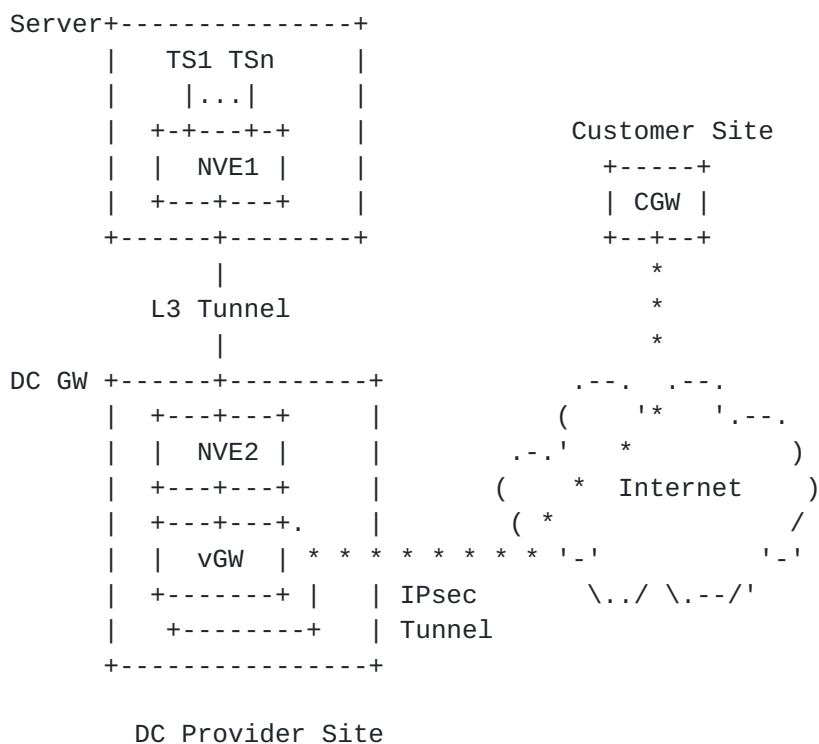 Server
TS1 TSn
...
Customer Site
NVE1
CGW
L3 Tunnel
DC GW
NVE2
Internet
vGW
IPsec
Tunnel
DC Provider Site